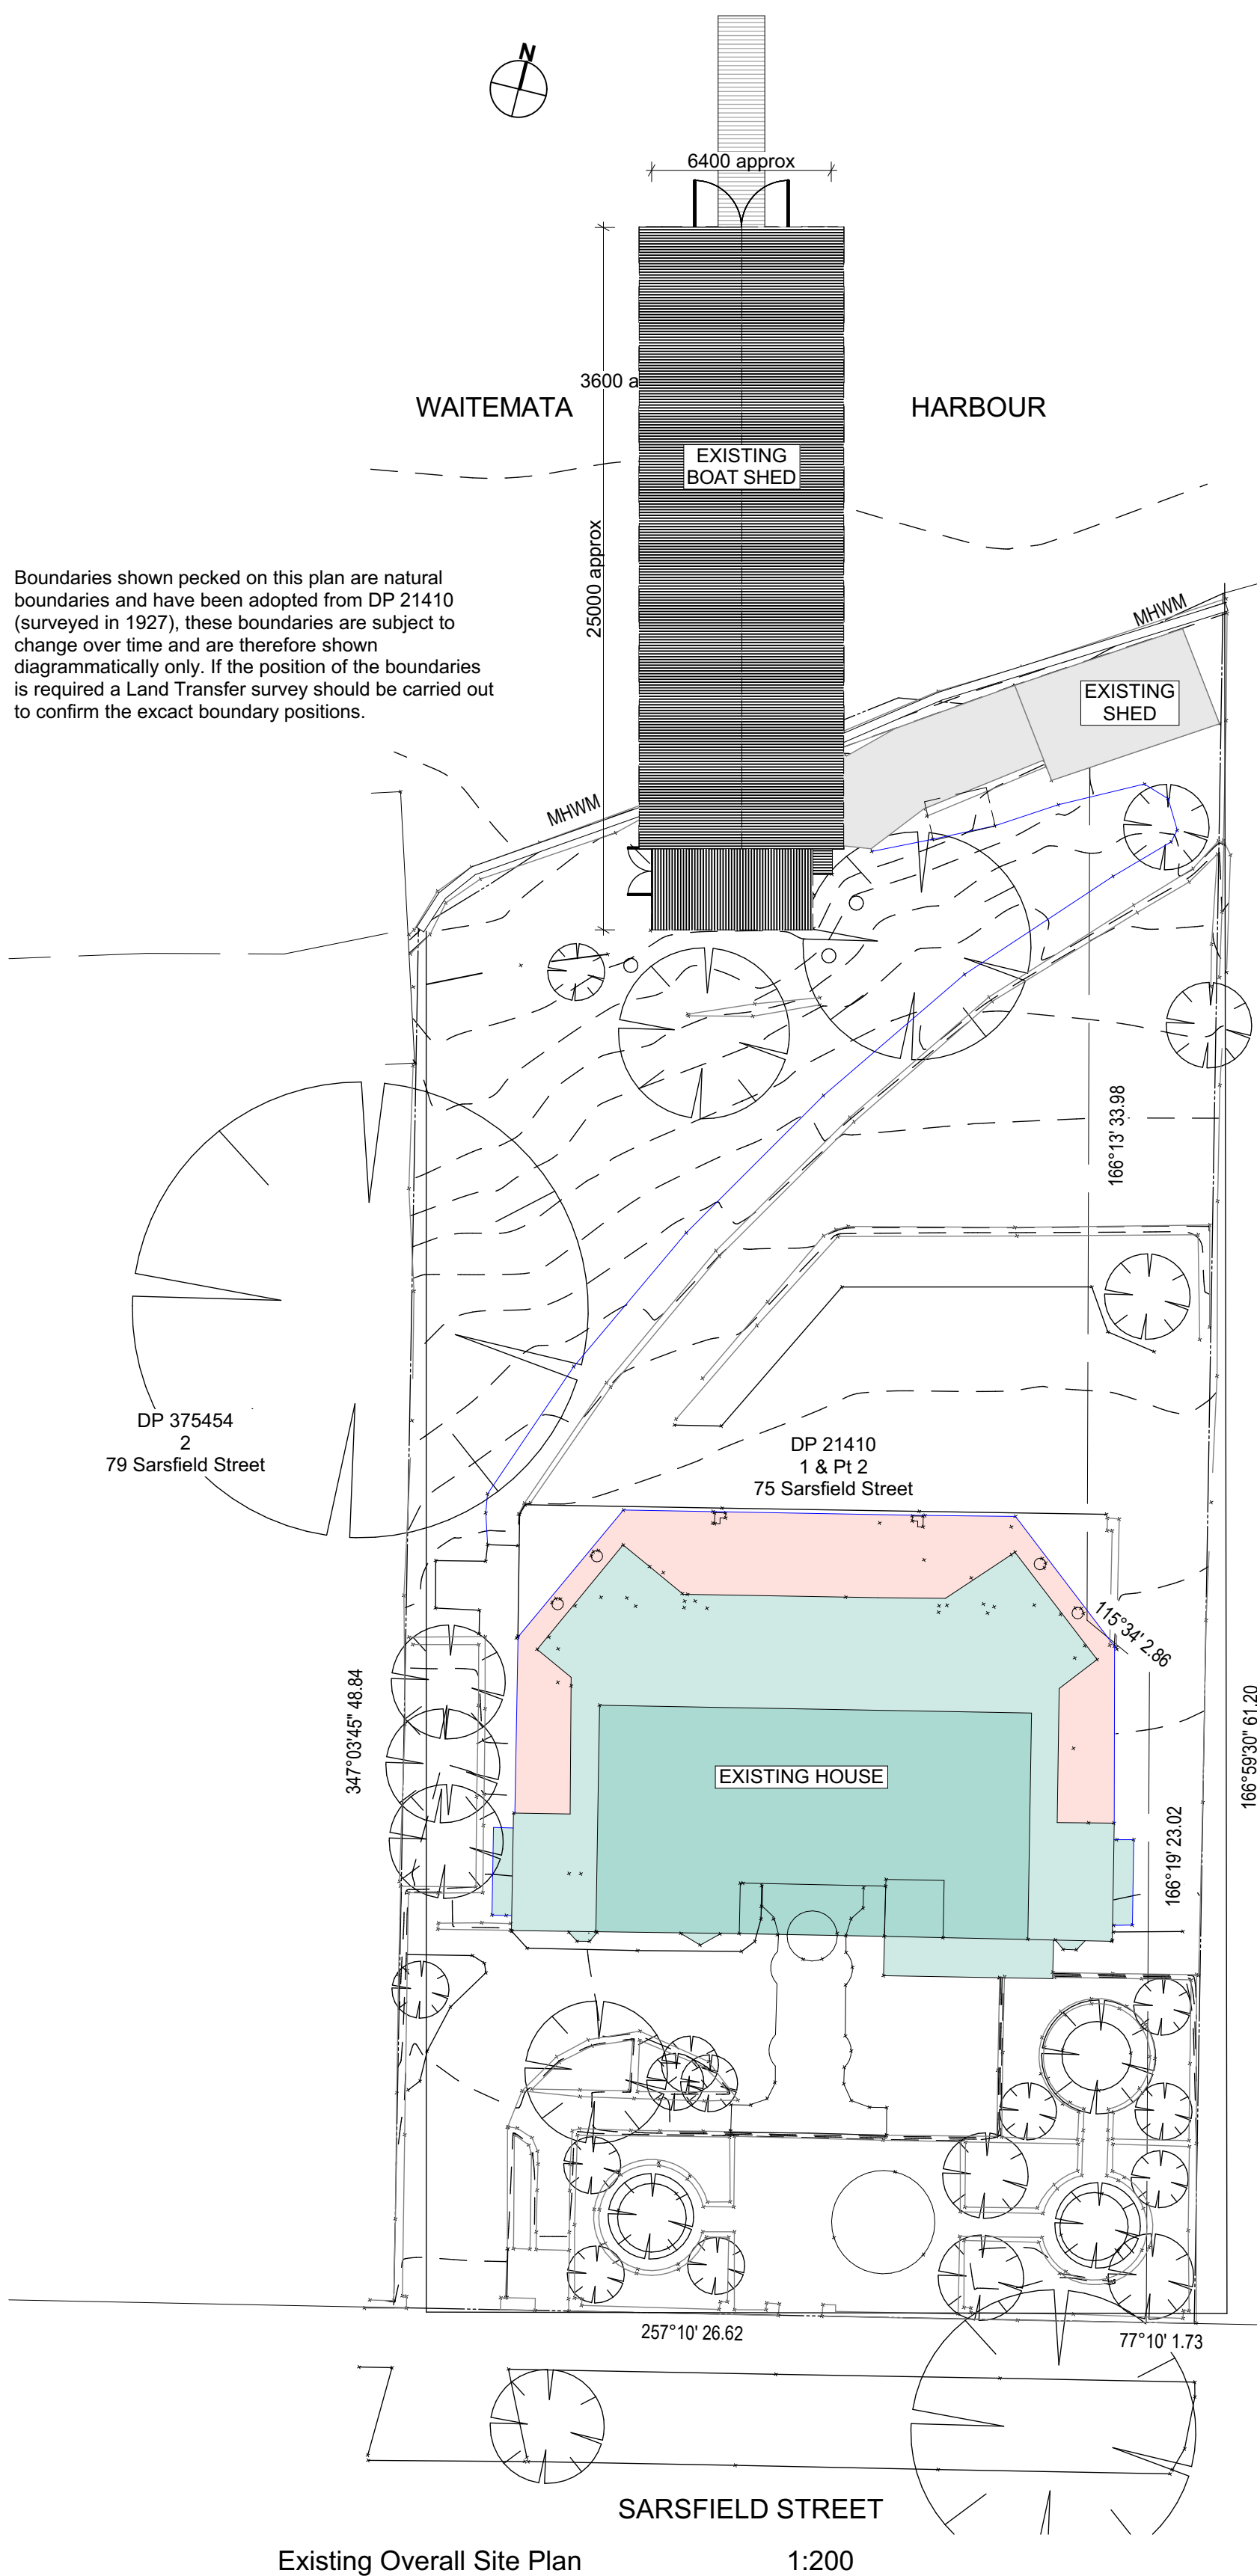 N
6400 approx
3600 a
WAITEMATA
HARBOUR
EXISTING
BOAT SHED
25000 approx
Boundaries shown pecked on this plan are natural
boundaries and have been adopted from DP 21410
(surveyed in 1927), these boundaries are subject to
change over time and are therefore shown
diagrammatically only. If the position of the boundaries
is required a Land Transfer survey should be carried out
to confirm the excact boundary positions.
MHWM
EXISTING
SHED
MHWM
166°13' 33.98
DP 375454
2
79 Sarsfield Street
DP 21410
1 & Pt 2
75 Sarsfield Street
115°34' 2.86
347°03'45" 48.84
166°59'30" 61.20
EXISTING HOUSE
166°19' 23.02
257°10' 26.62
77°10' 1.73
SARSFIELD STREET
Existing Overall Site Plan
1:200